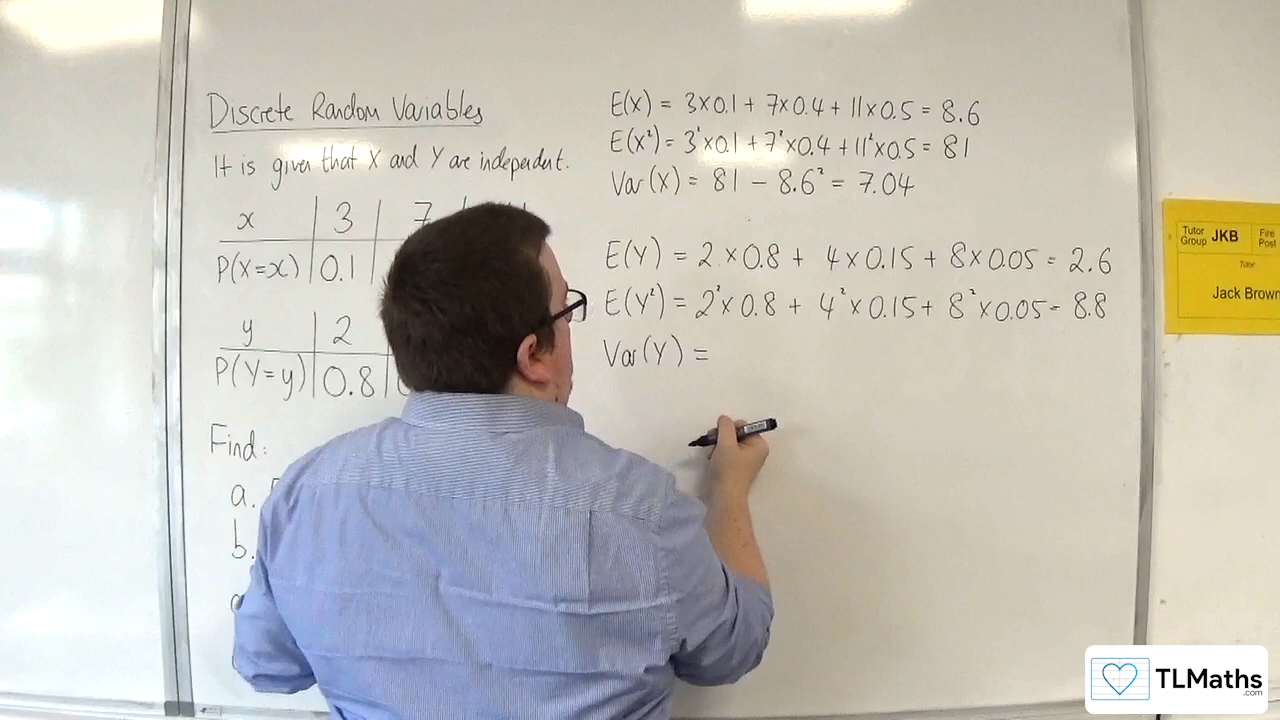 Discrete Random Variables
It is given that X and Y are independent.
x 3 7
P(X=x) 0.1
y 2
P(Y=y) 0.8
Find:
a.
b.
E(X) = 3×0.1 + 7×0.4 + 11×0.5 = 8.6
E(X²) = 3²×0.1 + 7²×0.4 + 11²×0.5 = 81
Var(X) = 81 − 8.6² = 7.04
E(Y) = 2×0.8 + 4×0.15 + 8×0.05 = 2.6
E(Y²) = 2²×0.8 + 4²×0.15 + 8²×0.05 = 8.8
Var(Y) =
Tutor Group JKB Fire Post
Tutor
Jack Brown
TLMaths
.com